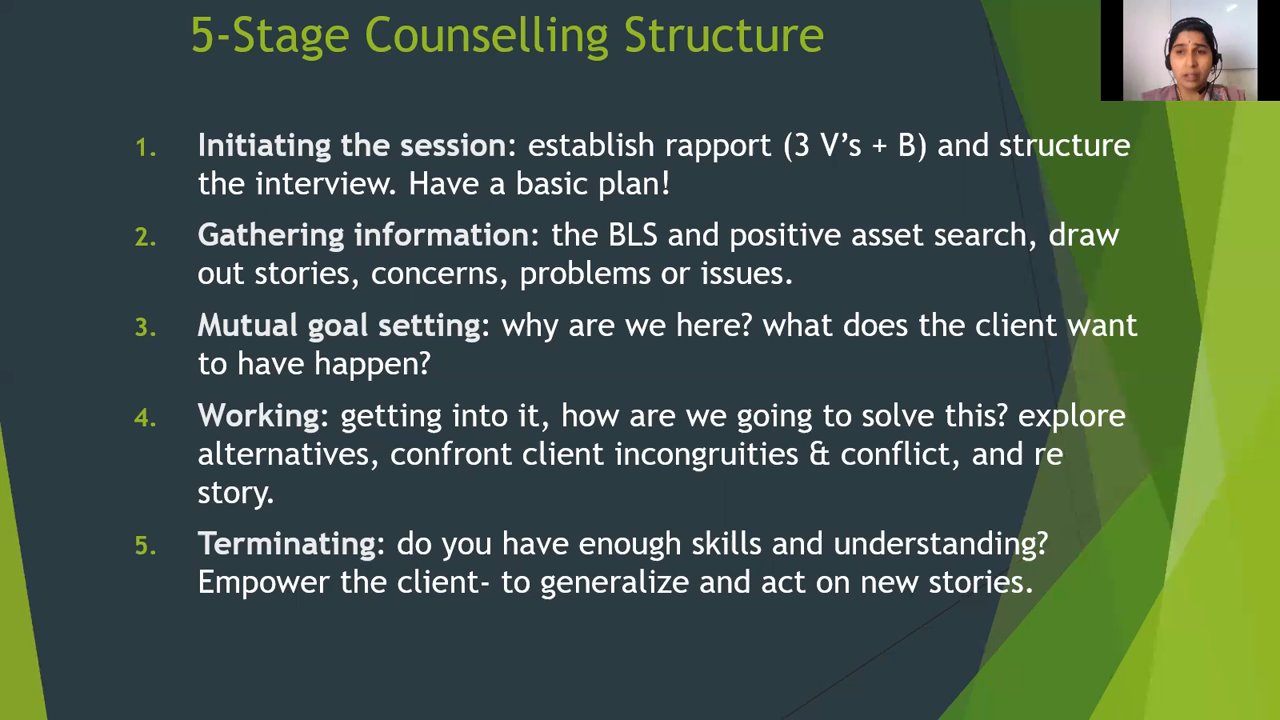 5-Stage Counselling Structure
1. Initiating the session: establish rapport (3 V’s + B) and structure
the interview. Have a basic plan!
2. Gathering information: the BLS and positive asset search, draw
out stories, concerns, problems or issues.
3. Mutual goal setting: why are we here? what does the client want
to have happen?
4. Working: getting into it, how are we going to solve this? explore
alternatives, confront client incongruities & conflict, and re
story.
5. Terminating: do you have enough skills and understanding?
Empower the client- to generalize and act on new stories.